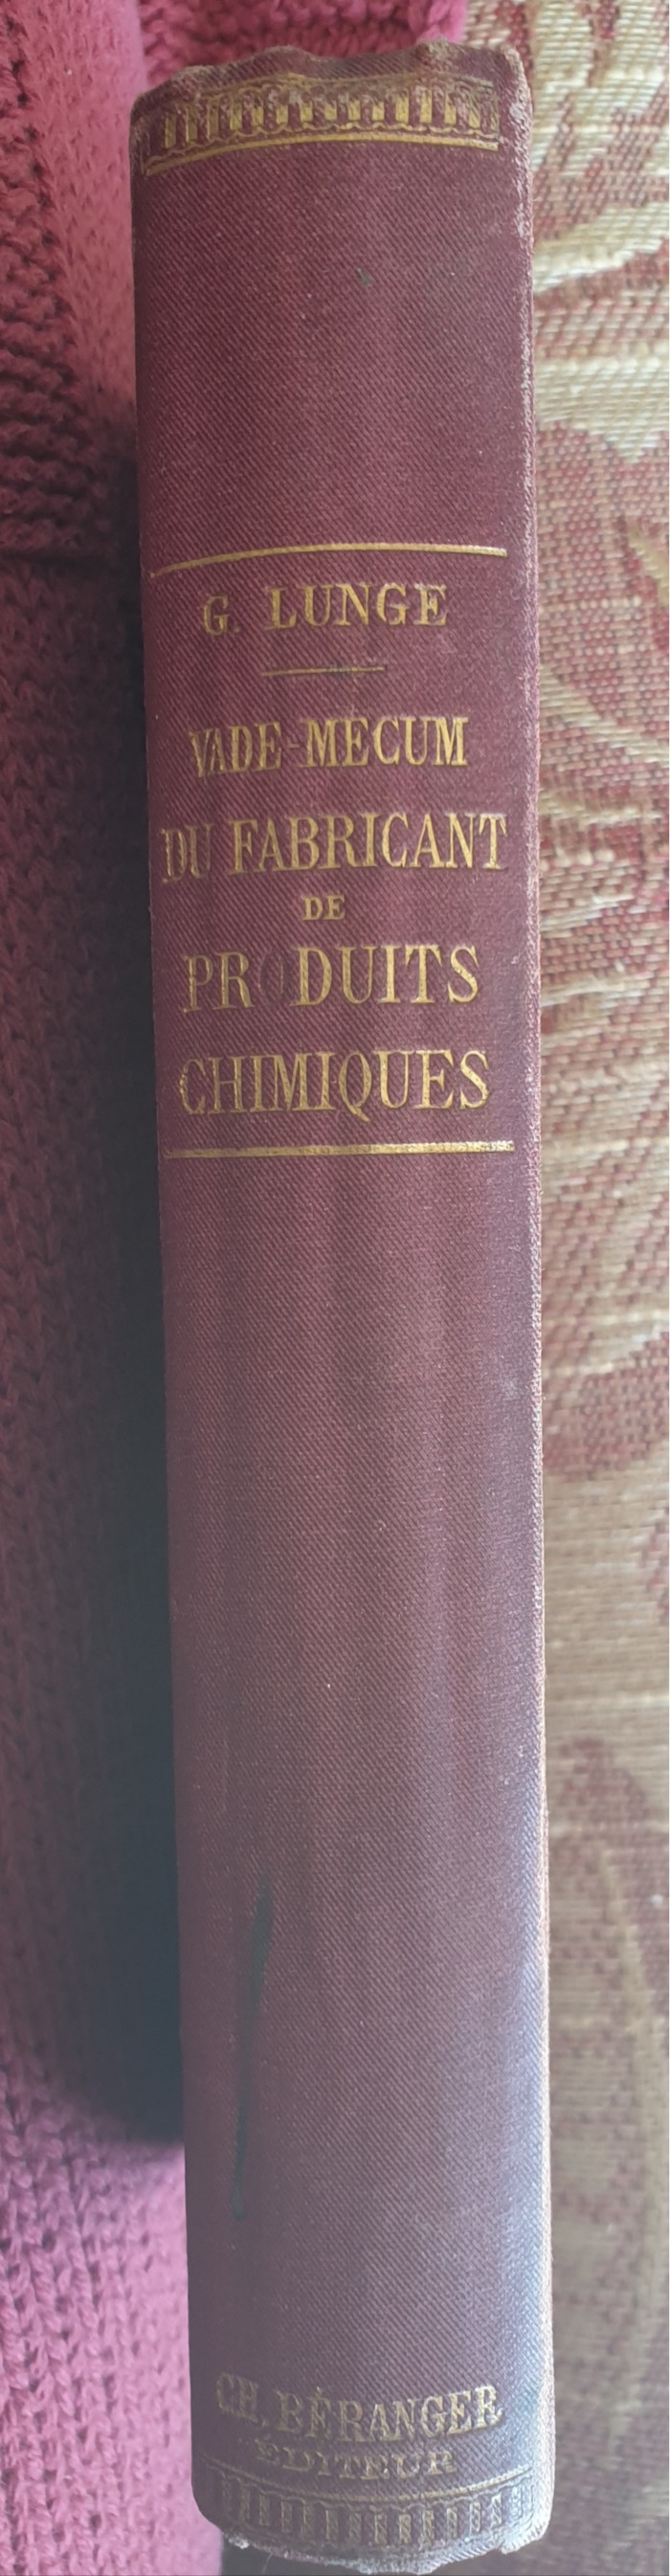 G. LUNGE
VADE-MECUM
DU FABRICANT
DE
PRODUITS
CHIMIQUES
CH. BÉRANGER
ÉDITEUR